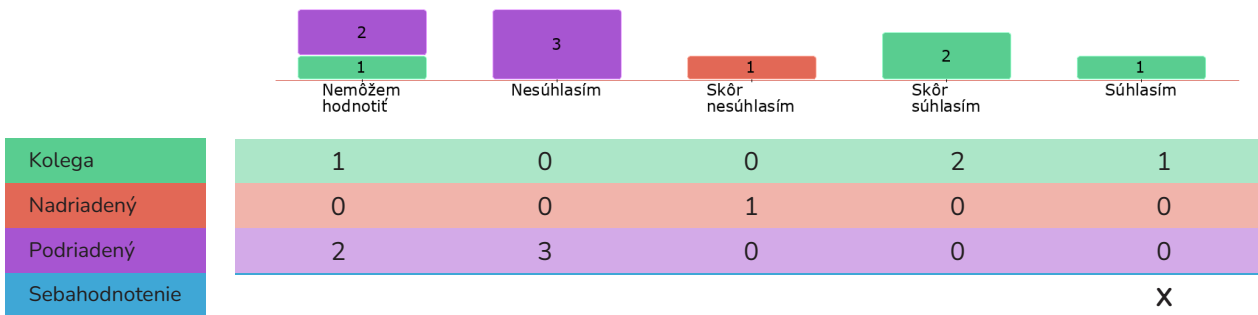 2
1
3
1
2
1
Nemôžem
hodnotiť
Nesúhlasím
Skôr
nesúhlasím
Skôr
súhlasím
Súhlasím
Kolega 1 0 0 2 1
Nadriadený 0 0 1 0 0
Podriadený 2 3 0 0 0
Sebahodnotenie x